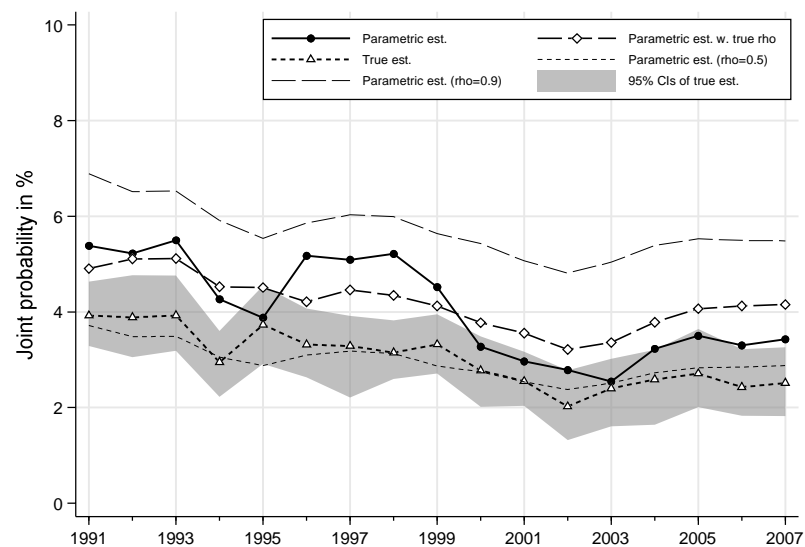 Parametric est.
Parametric est. w. true rho
True est.
Parametric est. (rho=0.5)
Parametric est. (rho=0.9)
95% CIs of true est.
Joint probability in %
10
8
6
4
2
0
1991 1993 1995 1997 1999 2001 2003 2005 2007